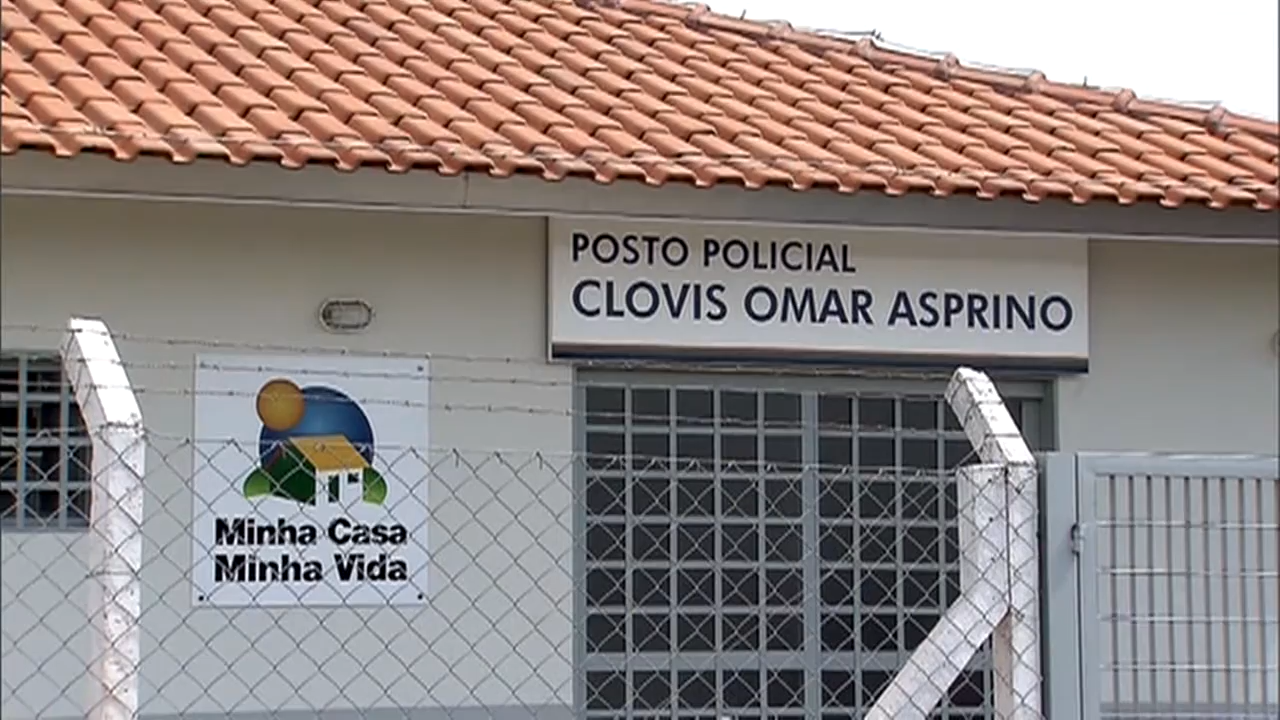 POSTO POLICIAL
CLOVIS OMAR ASPRINO
Minha Casa
Minha Vida